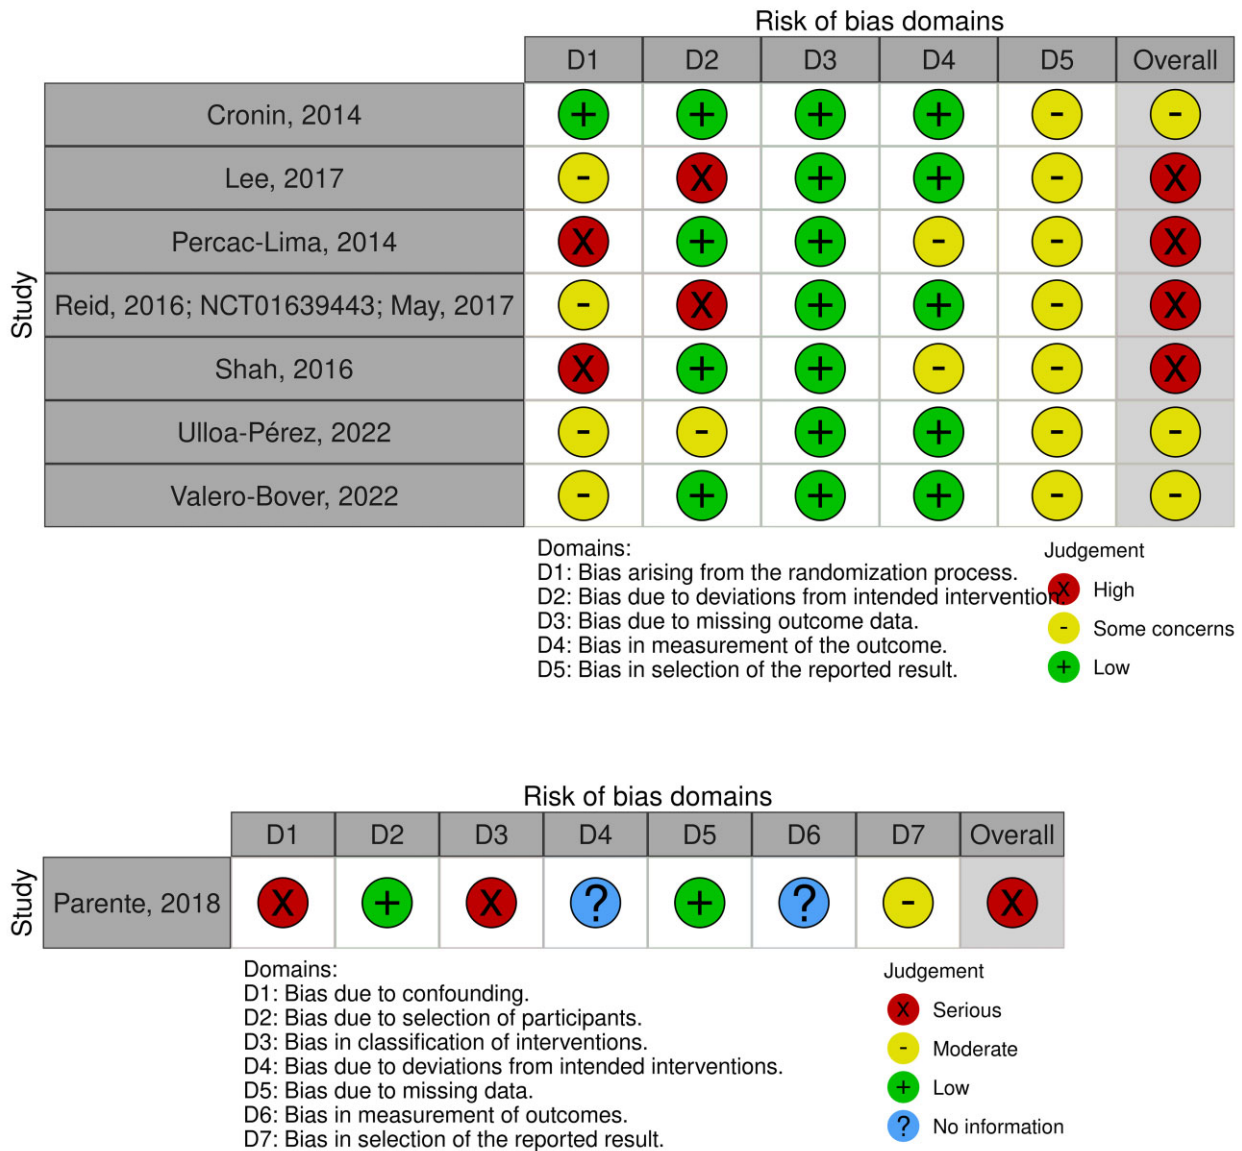 Risk of bias domains
D1 D2 D3 D4 D5 Overall
Study
Cronin, 2014 + + + + - -
Lee, 2017 - X + + - X
Percac-Lima, 2014 X + + - - X
Reid, 2016; NCT01639443; May, 2017 - X + + - X
Shah, 2016 X + + - - X
Ulloa-Pérez, 2022 - - + + - -
Valero-Bover, 2022 - + + + - -
Domains:
D1: Bias arising from the randomization process.
D2: Bias due to deviations from intended intervention.
D3: Bias due to missing outcome data.
D4: Bias in measurement of the outcome.
D5: Bias in selection of the reported result.
Judgement
X High
- Some concerns
+ Low
Risk of bias domains
D1 D2 D3 D4 D5 D6 D7 Overall
Study
Parente, 2018 X + X ? + ? - X
Domains:
D1: Bias due to confounding.
D2: Bias due to selection of participants.
D3: Bias in classification of interventions.
D4: Bias due to deviations from intended interventions.
D5: Bias due to missing data.
D6: Bias in measurement of outcomes.
D7: Bias in selection of the reported result.
Judgement
X Serious
- Moderate
+ Low
? No information